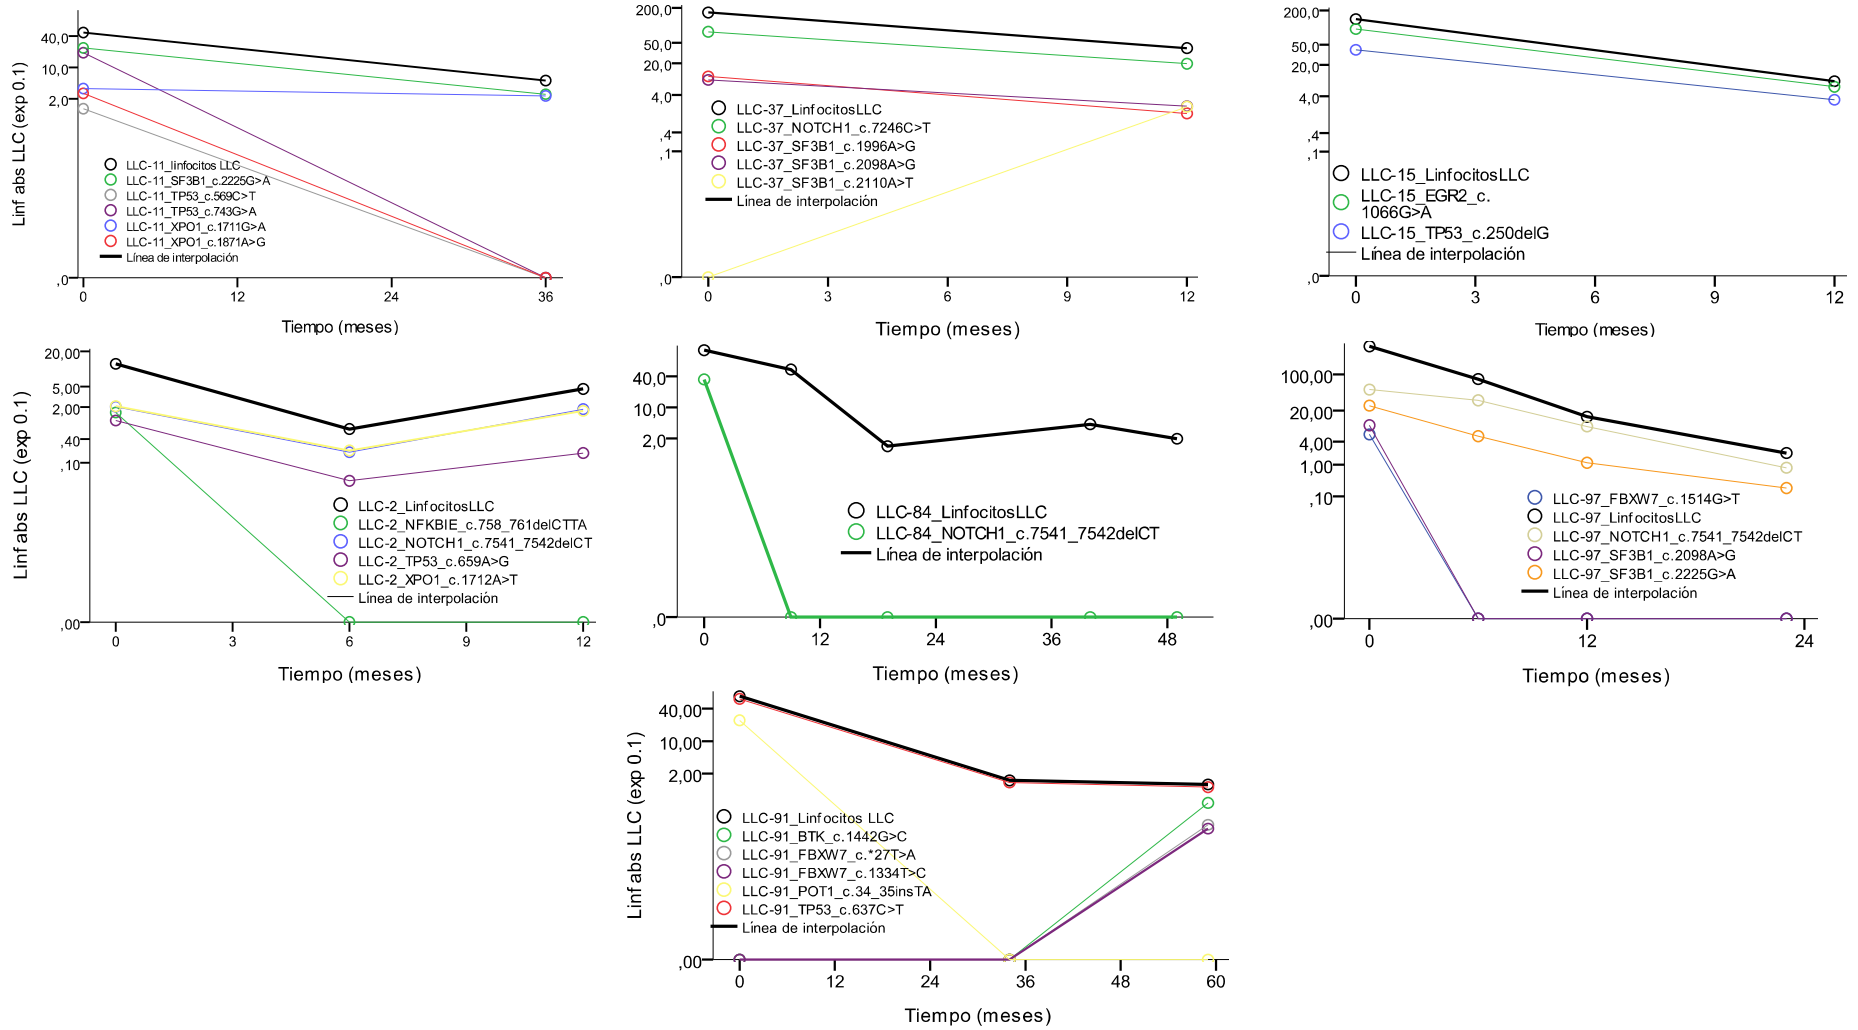 Linf abs LLC (exp 0.1)
40,0
10,0
2,0
,0
LLC-11_linfocitos LLC
LLC-11_SF3B1_c.2225G>A
LLC-11_TP53_c.569C>T
LLC-11_TP53_c.743G>A
LLC-11_XPO1_c.1711G>A
LLC-11_XPO1_c.1871A>G
Línea de interpolación
0 12 24 36
Tiempo (meses)
200,0
50,0
20,0
4,0
,4
,1
,0
LLC-37_LinfocitosLLC
LLC-37_NOTCH1_c.7246C>T
LLC-37_SF3B1_c.1996A>G
LLC-37_SF3B1_c.2098A>G
LLC-37_SF3B1_c.2110A>T
Línea de interpolación
0 3 6 9 12
Tiempo (meses)
200,0
50,0
20,0
4,0
,4
,1
,0
LLC-15_LinfocitosLLC
LLC-15_EGR2_c.
1066G>A
LLC-15_TP53_c.250delG
Línea de interpolación
0 3 6 9 12
Tiempo (meses)
Linf abs LLC (exp 0.1)
20,00
5,00
2,00
,40
,10
,00
LLC-2_LinfocitosLLC
LLC-2_NFKBIE_c.758_761delCTTA
LLC-2_NOTCH1_c.7541_7542delCT
LLC-2_TP53_c.659A>G
LLC-2_XPO1_c.1712A>T
Línea de interpolación
0 3 6 9 12
Tiempo (meses)
40,0
10,0
2,0
,0
LLC-84_LinfocitosLLC
LLC-84_NOTCH1_c.7541_7542delCT
Línea de interpolación
0 12 24 36 48
Tiempo (meses)
100,00
20,00
4,00
1,00
,10
,00
LLC-97_FBXW7_c.1514G>T
LLC-97_LinfocitosLLC
LLC-97_NOTCH1_c.7541_7542delCT
LLC-97_SF3B1_c.2098A>G
LLC-97_SF3B1_c.2225G>A
Línea de interpolación
0 12 24
Tiempo (meses)
Linf abs LLC (exp 0.1)
40,00
10,00
2,00
,00
LLC-91_Linfocitos LLC
LLC-91_BTK_c.1442G>C
LLC-91_FBXW7_c.*27T>A
LLC-91_FBXW7_c.1334T>C
LLC-91_POT1_c.34_35insTA
LLC-91_TP53_c.637C>T
Línea de interpolación
0 12 24 36 48 60
Tiempo (meses)